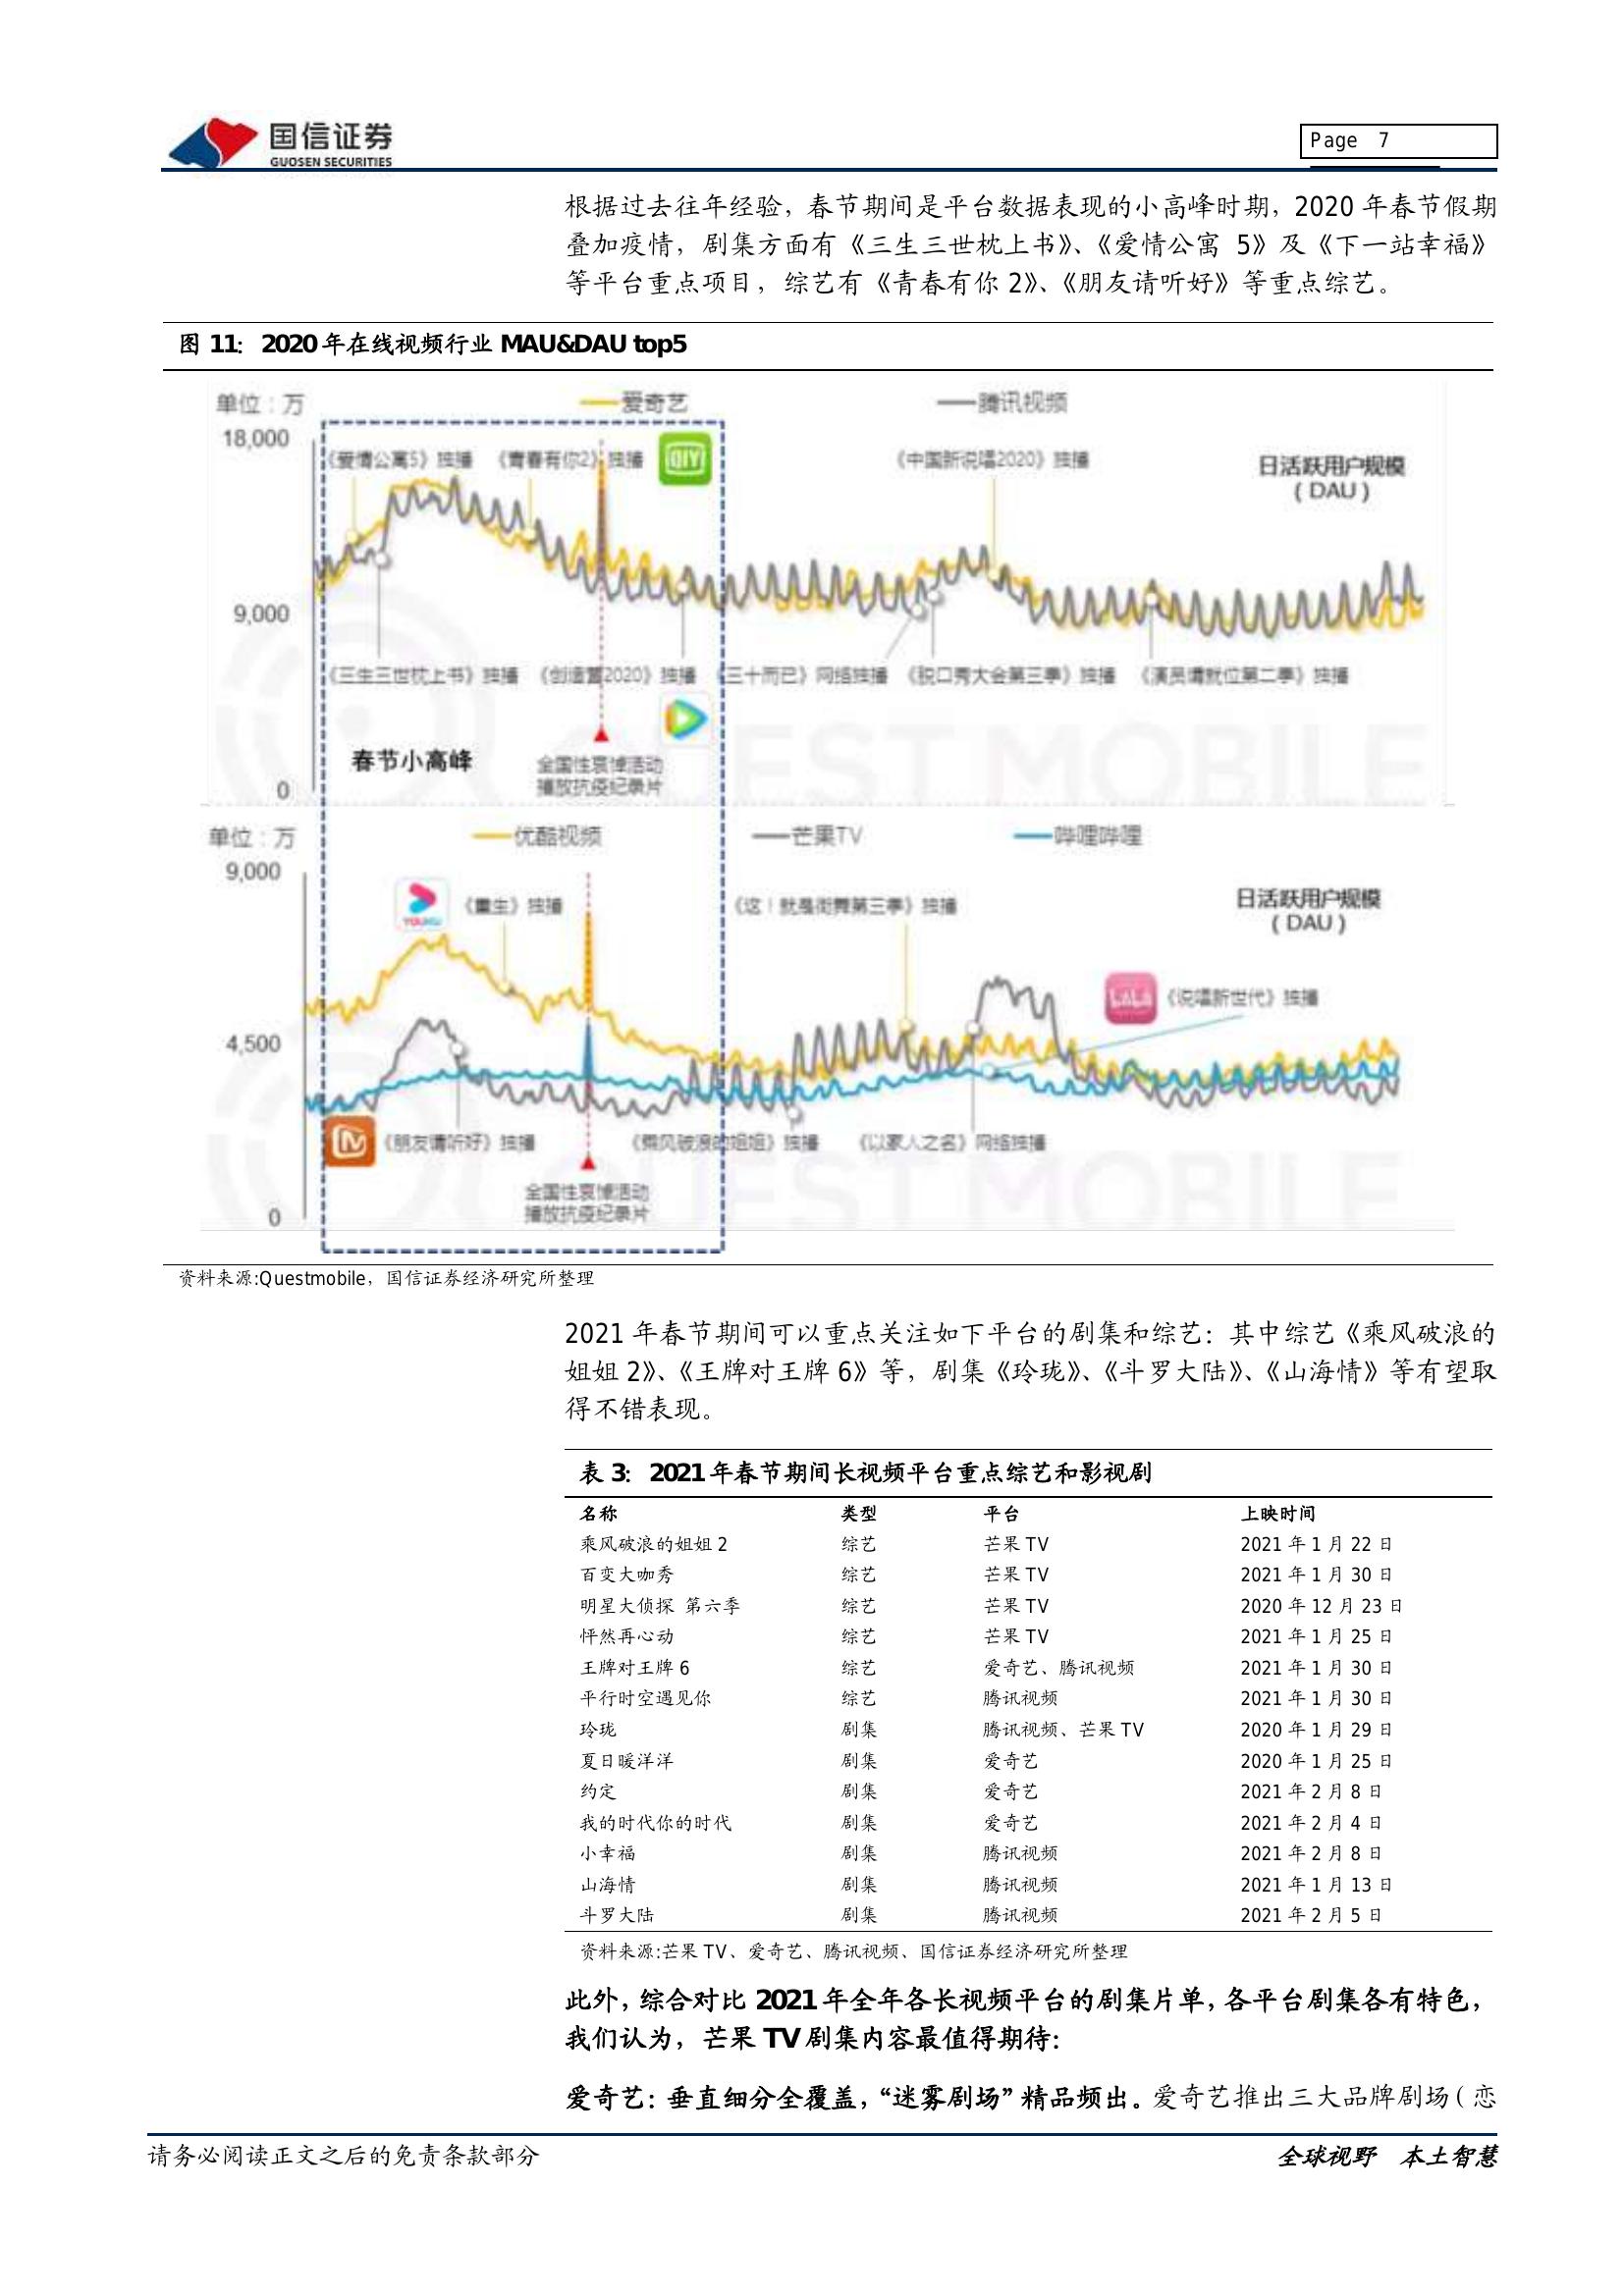 国信证券
GUOSEN SECURITIES
Page 7
根据过去往年经验，春节期间是平台数据表现的小高峰时期，2020 年春节假期
叠加疫情，剧集方面有《三生三世枕上书》、《爱情公寓 5》及《下一站幸福》
等平台重点项目，综艺有《青春有你 2》、《朋友请听好》等重点综艺。
图 11：2020 年在线视频行业 MAU&DAU top5
单位：万 爱奇艺 腾讯视频
18,000
《爱情公寓5》独播 《青春有你2》独播 QIY 《中国新说唱2020》独播 日活跃用户规模
（DAU）
9,000
《三生三世枕上书》独播 《创造营2020》独播 《三十而已》网络独播 《脱口秀大会第三季》独播 《演员请就位第二季》独播
春节小高峰 全国性哀悼活动
播放抗疫纪录片
0
QUEST MOBILE
单位：万 优酷视频 芒果TV 哔哩哔哩
9,000
YOUKU 《重生》独播 《这！就是街舞第三季》独播 日活跃用户规模
（DAU）
《说唱新世代》独播
4,500
《朋友请听好》独播 《乘风破浪的姐姐》独播 《以家人之名》网络独播
全国性哀悼活动
播放抗疫纪录片
0
QUEST MOBILE
资料来源:Questmobile，国信证券经济研究所整理
2021 年春节期间可以重点关注如下平台的剧集和综艺：其中综艺《乘风破浪的
姐姐 2》、《王牌对王牌 6》等，剧集《玲珑》、《斗罗大陆》、《山海情》等有望取
得不错表现。
表 3：2021 年春节期间长视频平台重点综艺和影视剧
名称 类型 平台 上映时间
乘风破浪的姐姐 2 综艺 芒果 TV 2021 年 1 月 22 日
百变大咖秀 综艺 芒果 TV 2021 年 1 月 30 日
明星大侦探 第六季 综艺 芒果 TV 2020 年 12 月 23 日
怦然再心动 综艺 芒果 TV 2021 年 1 月 25 日
王牌对王牌 6 综艺 爱奇艺、腾讯视频 2021 年 1 月 30 日
平行时空遇见你 综艺 腾讯视频 2021 年 1 月 30 日
玲珑 剧集 腾讯视频、芒果 TV 2020 年 1 月 29 日
夏日暖洋洋 剧集 爱奇艺 2020 年 1 月 25 日
约定 剧集 爱奇艺 2021 年 2 月 8 日
我的时代你的时代 剧集 爱奇艺 2021 年 2 月 4 日
小幸福 剧集 腾讯视频 2021 年 2 月 8 日
山海情 剧集 腾讯视频 2021 年 1 月 13 日
斗罗大陆 剧集 腾讯视频 2021 年 2 月 5 日
资料来源:芒果 TV、爱奇艺、腾讯视频、国信证券经济研究所整理
此外，综合对比 2021 年全年各长视频平台的剧集片单，各平台剧集各有特色，
我们认为，芒果 TV 剧集内容最值得期待：
爱奇艺：垂直细分全覆盖，“迷雾剧场”精品频出。爱奇艺推出三大品牌剧场（恋
请务必阅读正文之后的免责条款部分
全球视野 本土智慧